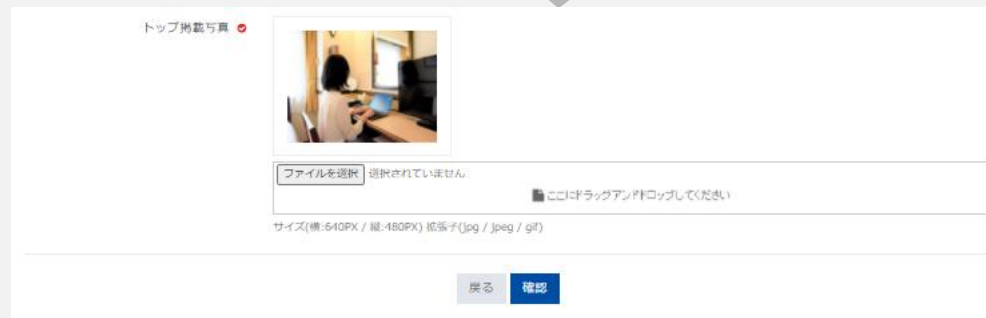 トップ掲載写真
ファイルを選択 選択されていません
ここにドラッグアンドドロップしてください
サイズ(横:640PX / 縦:480PX) 拡張子(jpg / jpeg / gif)
戻る 確認